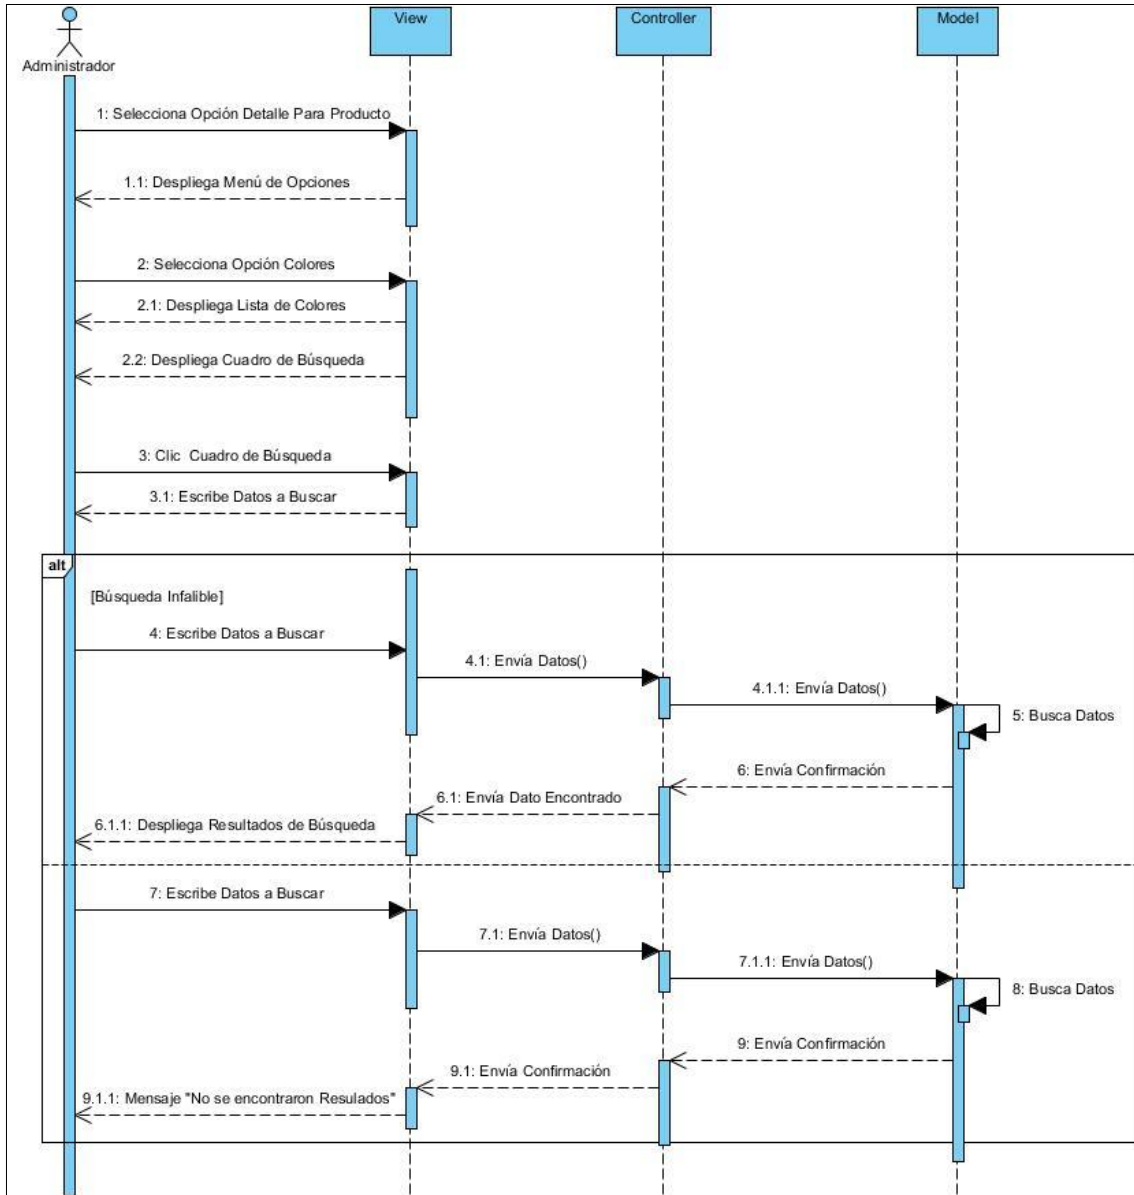 View
Controller
Model
Administrador
1: Selecciona Opción Detalle Para Producto
1.1: Despliega Menú de Opciones
2: Selecciona Opción Colores
2.1: Despliega Lista de Colores
2.2: Despliega Cuadro de Búsqueda
3: Clic Cuadro de Búsqueda
3.1: Escribe Datos a Buscar
alt
[Búsqueda Infalible]
4: Escribe Datos a Buscar
4.1: Envía Datos()
4.1.1: Envía Datos()
5: Busca Datos
6: Envía Confirmación
6.1: Envía Dato Encontrado
6.1.1: Despliega Resultados de Búsqueda
7: Escribe Datos a Buscar
7.1: Envía Datos()
7.1.1: Envía Datos()
8: Busca Datos
9: Envía Confirmación
9.1: Envía Confirmación
9.1.1: Mensaje "No se encontraron Resulados"